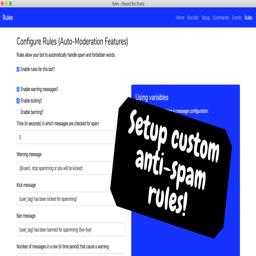 Rules - Discord Bot Studio
Rules
Home Run Bot Setup Commands Events Rules
Configure Rules (Auto-Moderation Features)
Rules allow your bot to automatically handle spam and forbidden words.
Enable rules for this bot?
Enable warning messages?
Enable kicking?
Enable banning?
Time (in seconds) in which messages are checked for spam
5
Warning message
{@user}, stop spamming or you will be kicked!
Kick message
{user_tag} has been kicked for spamming!
Ban message
{user_tag} has been banned for spamming! Bye-bye!
Number of messages in a row (in time period) that cause a warning
Using variables
message configuration:
Setup custom
anti-spam
rules!